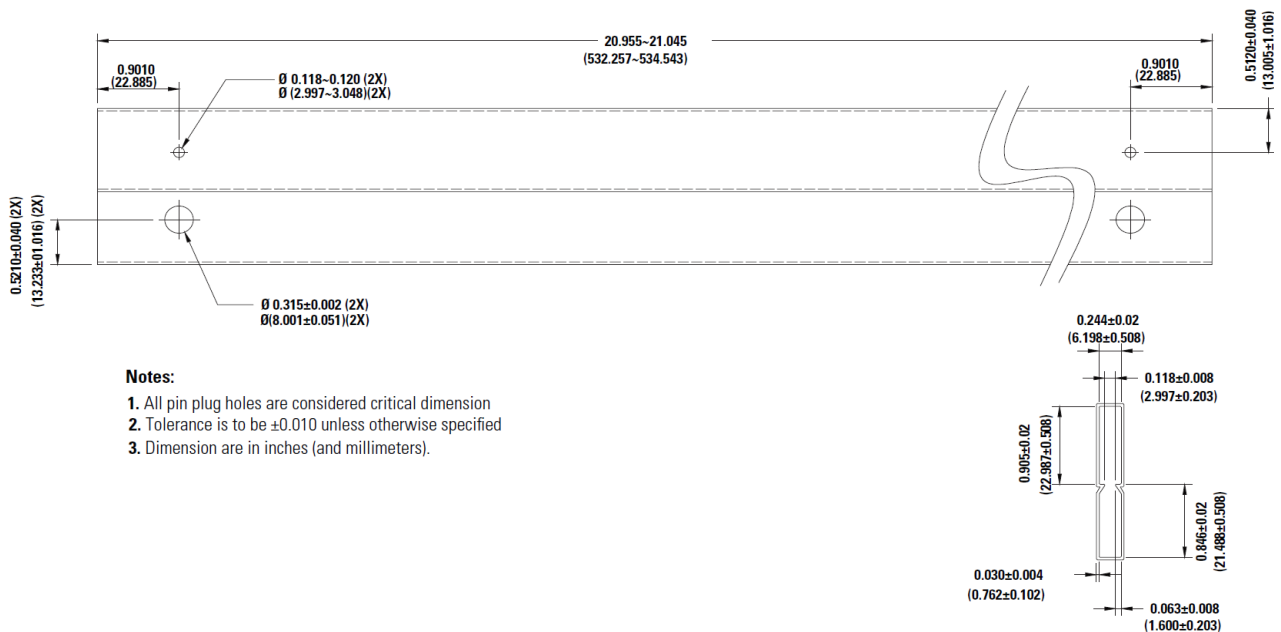 20.955~21.045
(532.257~534.543)
0.5120±0.040
(13.005±1.016)
0.9010
(22.885)
Ø 0.118~0.120 (2X)
Ø (2.997~3.048)(2X)
0.9010
(22.885)
0.5210±0.040 (2X)
(13.233±01.016) (2X)
Ø 0.315±0.002 (2X)
Ø(8.001±0.051)(2X)
Notes:
1. All pin plug holes are considered critical dimension
2. Tolerance is to be ±0.010 unless otherwise specified
3. Dimension are in inches (and millimeters).
0.244±0.02
(6.198±0.508)
0.118±0.008
(2.997±0.203)
0.905±0.02
(22.987±0.508)
0.846±0.02
(21.488±0.508)
0.030±0.004
(0.762±0.102)
0.063±0.008
(1.600±0.203)